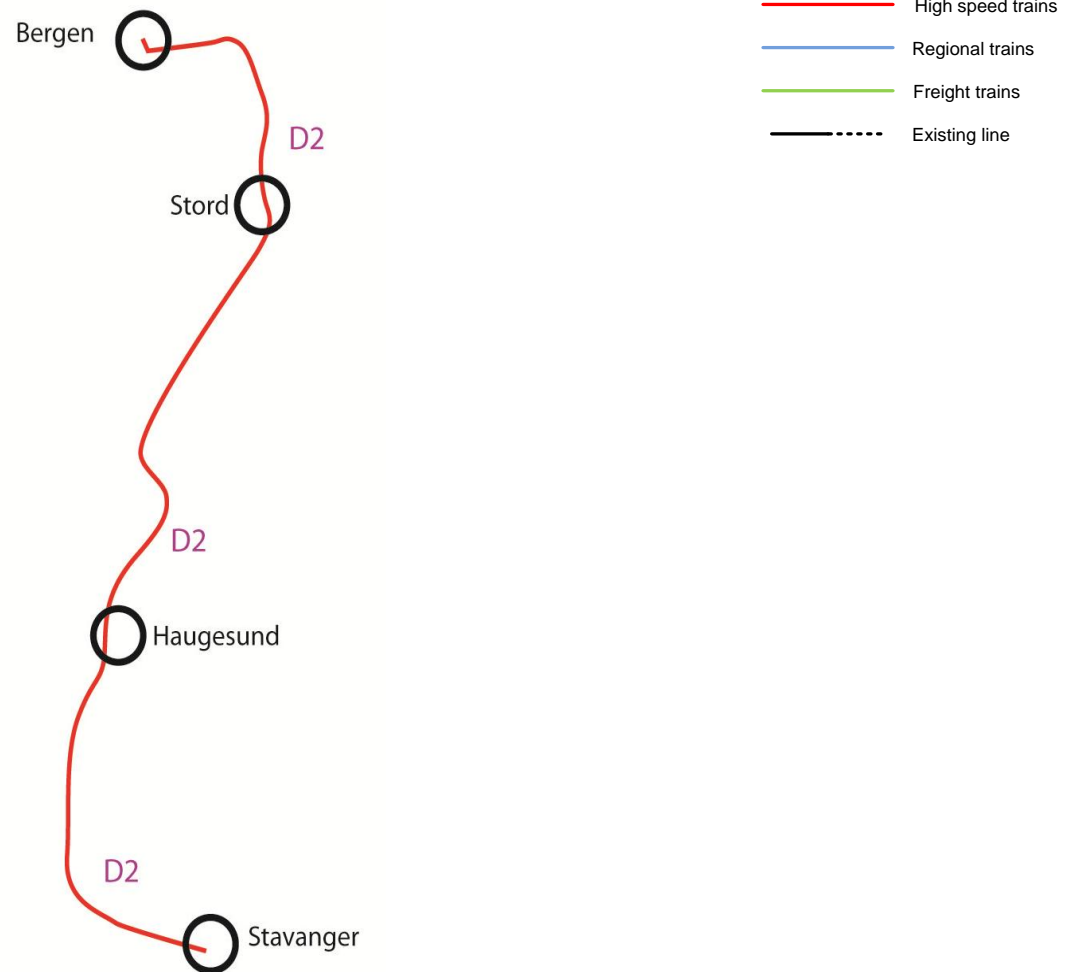 Bergen
D2
Stord
D2
Haugesund
D2
Stavanger
High speed trains
Regional trains
Freight trains
Existing line